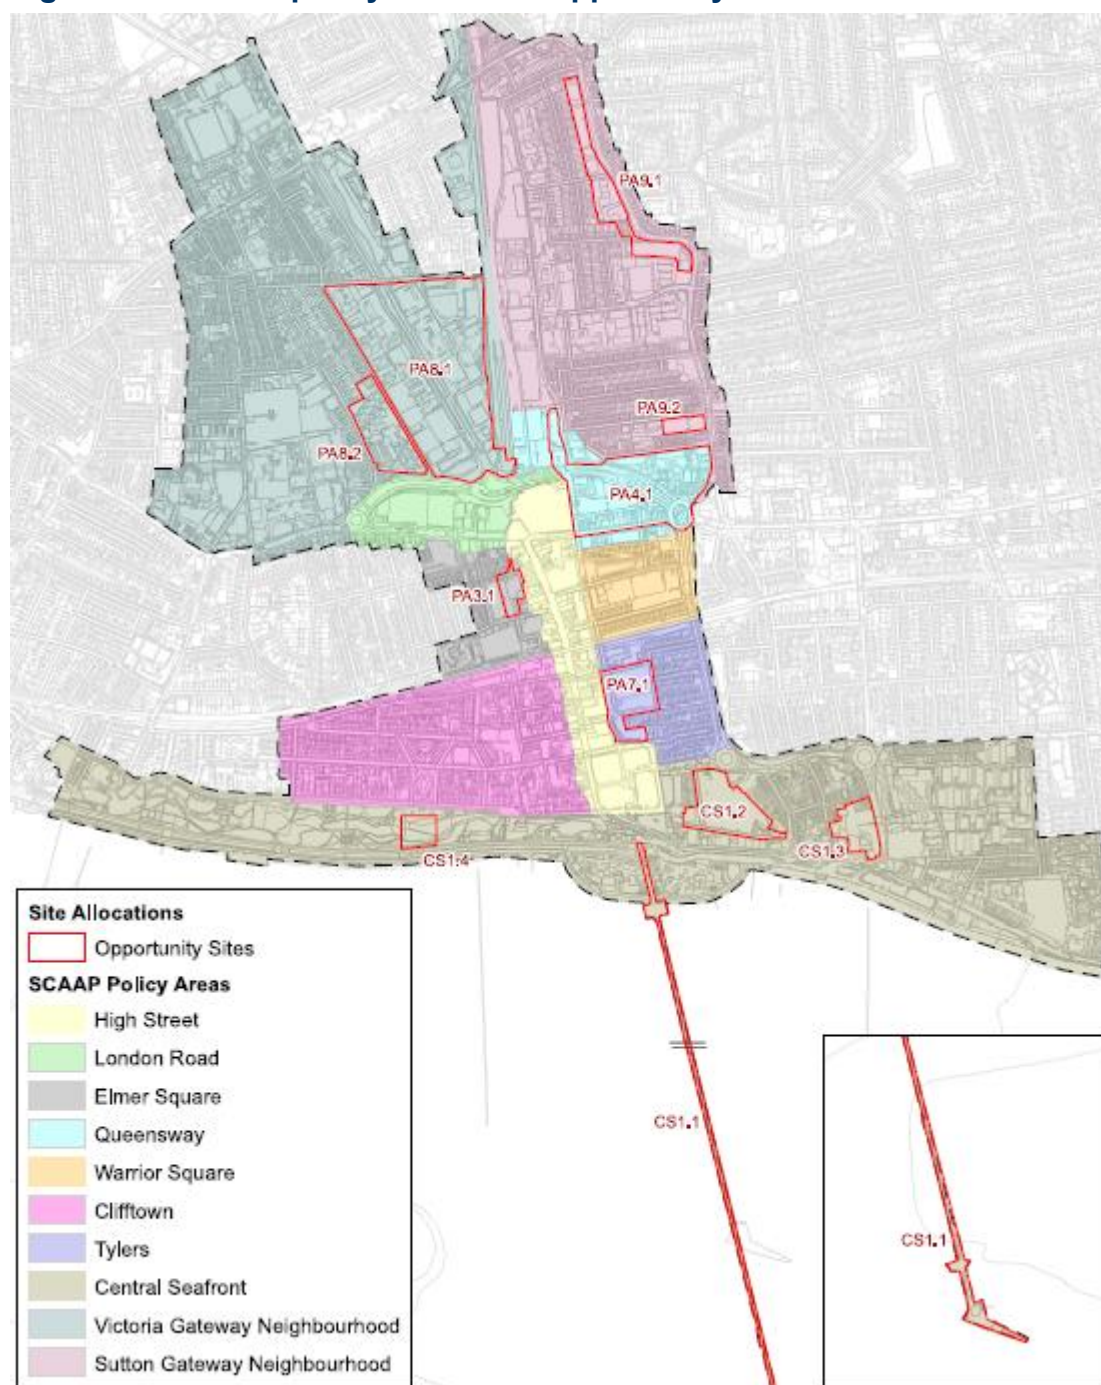 PA9.1
PA8.1
PA9.2
PA8.2
PA4.1
PA3.1
PA7.1
CS1.2
CS1.3
CS1.4
Site Allocations
Opportunity Sites
SCAAP Policy Areas
High Street
London Road
Elmer Square
Queensway
Warrior Square
Clifftown
Tylers
Central Seafront
Victoria Gateway Neighbourhood
Sutton Gateway Neighbourhood
CS1.1
CS1.1